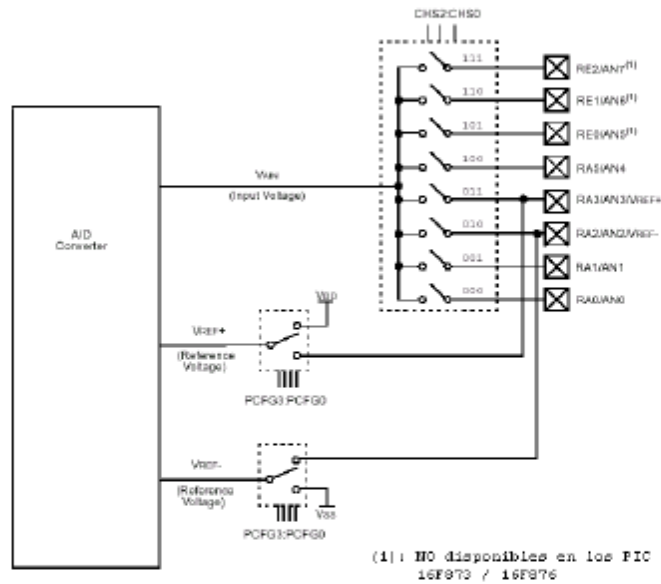 CHS2:CHS0
111
RE2/AN7(1)
110
RE1/AN6(1)
101
RE0/AN5(1)
100
RA5/AN4
VAIN
(Input Voltage)
011
RA3/AN3/VREF+
010
RA2/AN2/VREF-
A/D
Converter
001
RA1/AN1
000
RA0/AN0
VDD
VREF+
(Reference
Voltage)
PCFG3:PCFG0
VREF-
(Reference
Voltage)
VSS
PCFG3:PCFG0
(1): NO disponibles en los PIC
16F873 / 16F876